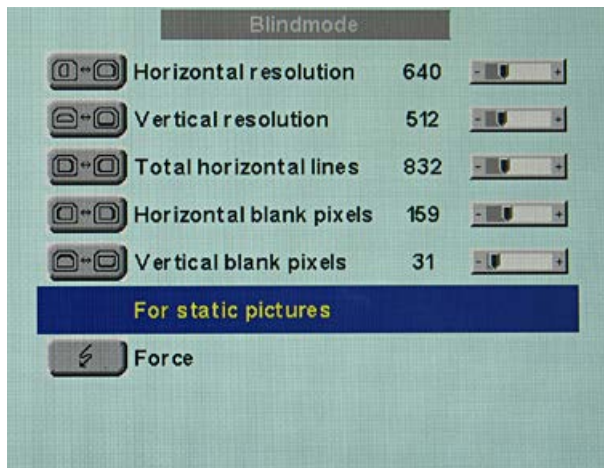 Blindmode
Horizontal resolution 640 - +
Vertical resolution 512 - +
Total horizontal lines 832 - +
Horizontal blank pixels 159 - +
Vertical blank pixels 31 - +
For static pictures
Force